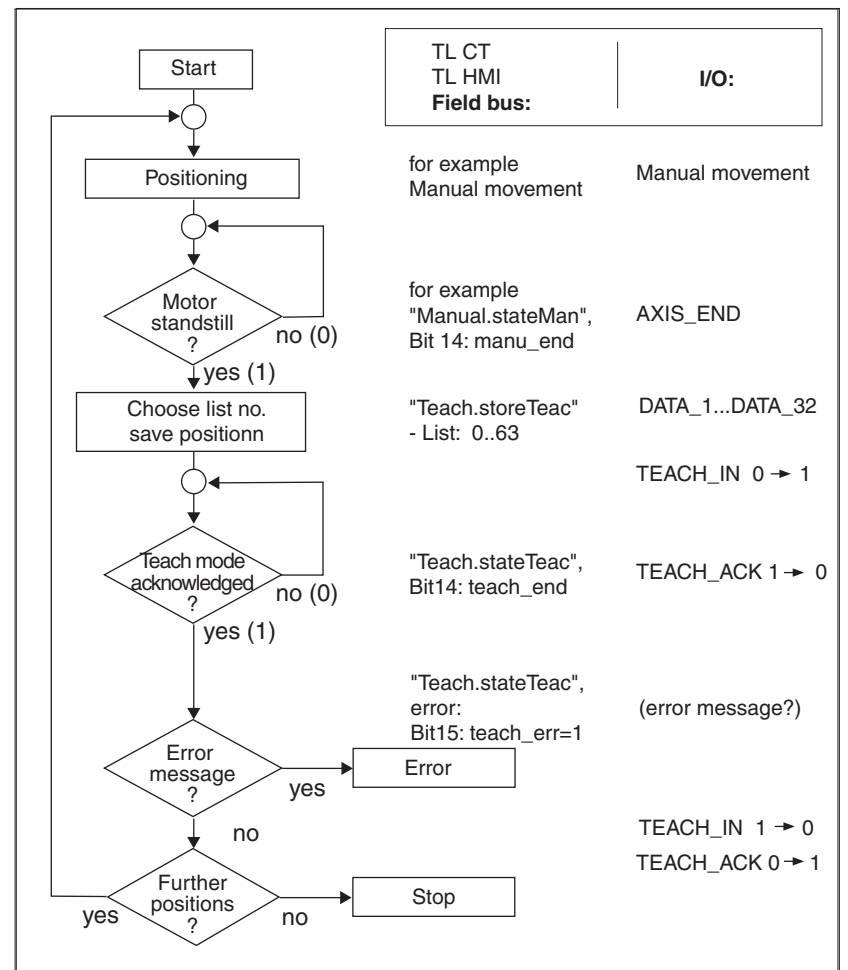 Start
TL CT
TL HMI
Field bus:
I/O:
Positioning
for example
Manual movement
Manual movement
Motor
standstill
?
no (0)
yes (1)
for example
"Manual.stateMan",
Bit 14: manu_end
AXIS_END
Choose list no.
save positionn
"Teach.storeTeac"
- List: 0..63
DATA_1...DATA_32
TEACH_IN 0 → 1
Teach mode
acknowledged
?
no (0)
yes (1)
"Teach.stateTeac",
Bit14: teach_end
TEACH_ACK 1 → 0
"Teach.stateTeac",
error:
Bit15: teach_err=1
(error message?)
Error
message
?
yes
Error
no
TEACH_IN 1 → 0
TEACH_ACK 0 → 1
Further
positions
?
yes
no
Stop